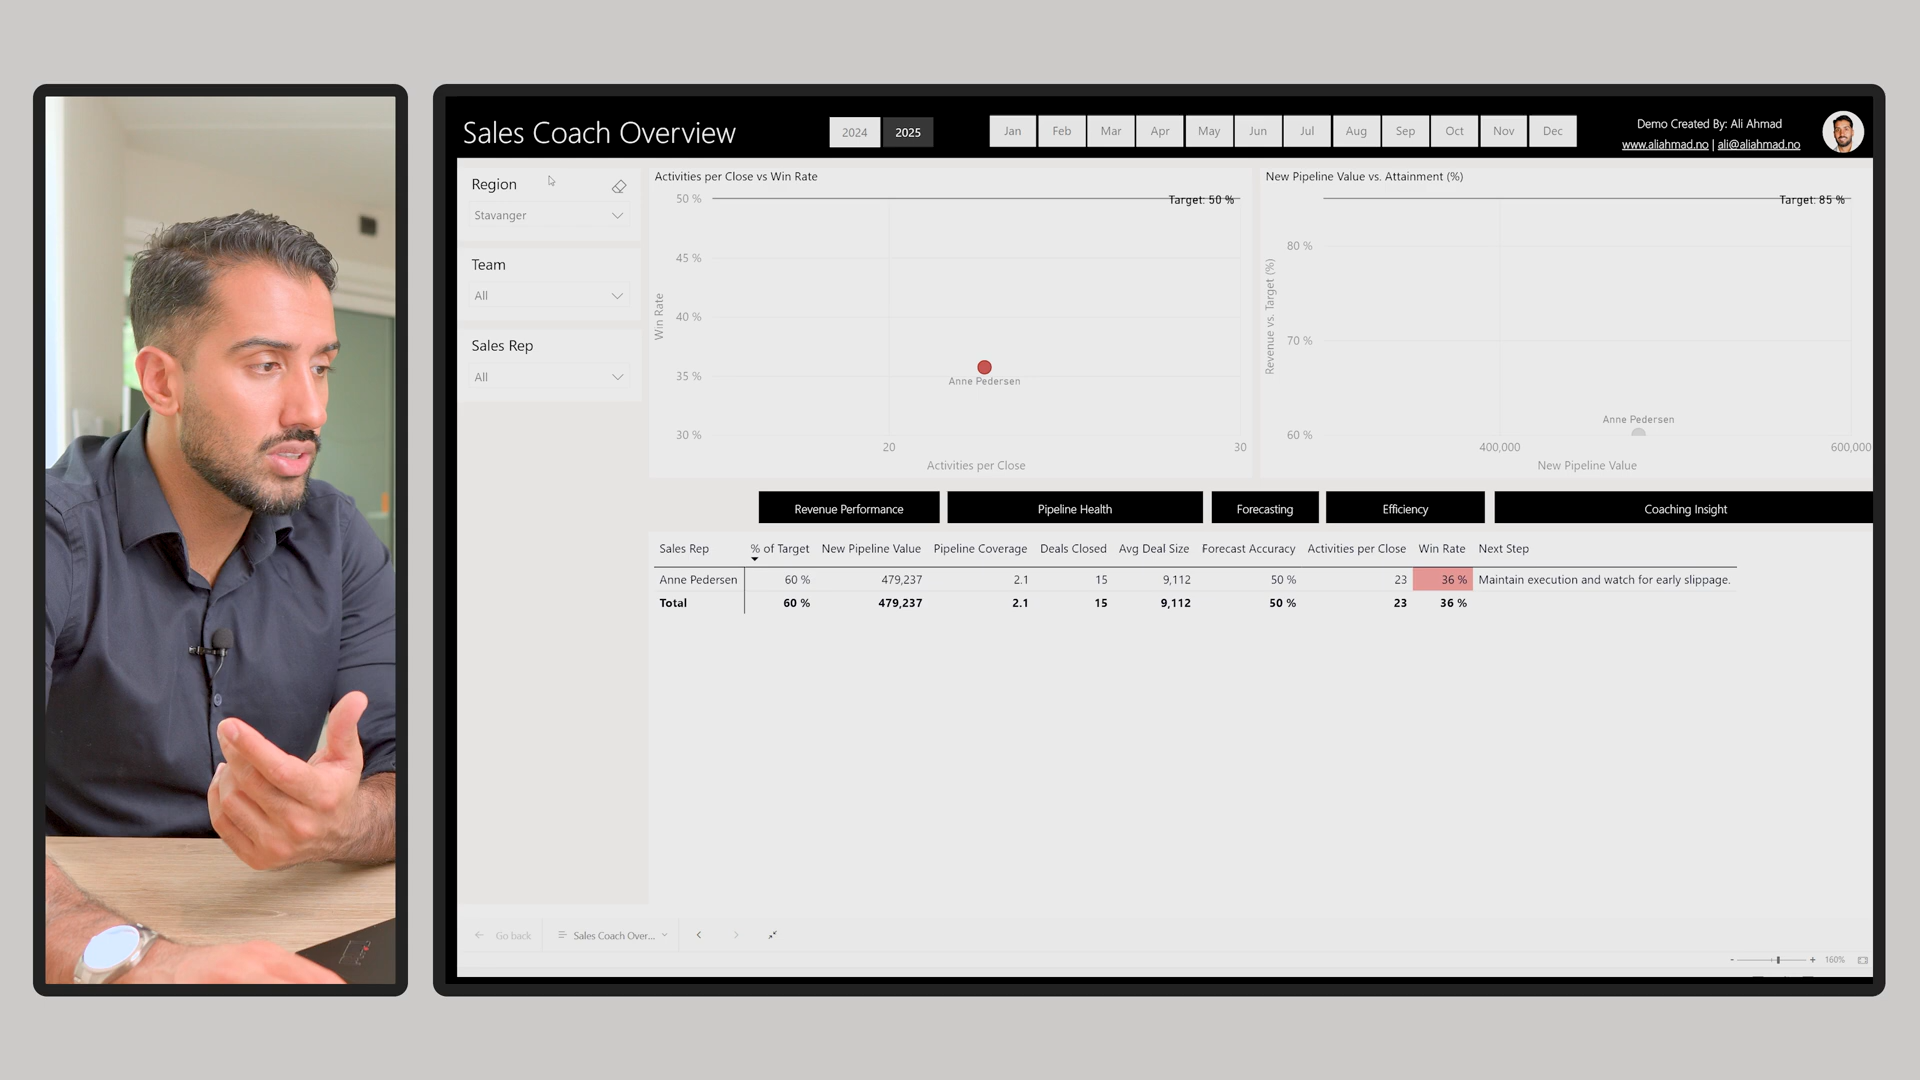 Sales Coach Overview
2024 2025
Jan Feb Mar Apr May Jun Jul Aug Sep Oct Nov Dec
Demo Created By: Ali Ahmad
www.aliahmad.no | ali@aliahmad.no
Region
Stavanger
Team
All
Sales Rep
All
Activities per Close vs Win Rate
Target: 50 %
Win Rate
50 %
45 %
40 %
35 %
30 %
Anne Pedersen
20 30
Activities per Close
New Pipeline Value vs. Attainment (%)
Target: 85 %
Revenue vs. Target (%)
80 %
70 %
60 %
Anne Pedersen
400,000 600,000
New Pipeline Value
Revenue Performance Pipeline Health Forecasting Efficiency Coaching Insight
Sales Rep % of Target New Pipeline Value Pipeline Coverage Deals Closed Avg Deal Size Forecast Accuracy Activities per Close Win Rate Next Step
Anne Pedersen 60 % 479,237 2.1 15 9,112 50 % 23 36 % Maintain execution and watch for early slippage.
Total 60 % 479,237 2.1 15 9,112 50 % 23 36 %
Go back Sales Coach Over...
- + 160%